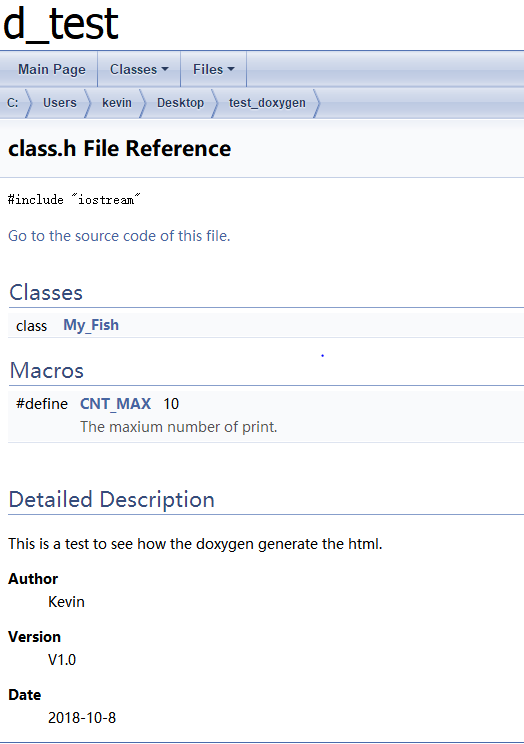 d_test
Main Page Classes Files
C: Users kevin Desktop test_doxygen
class.h File Reference
#include "iostream"
Go to the source code of this file.
Classes
class My_Fish
Macros
#define CNT_MAX 10
The maxium number of print.
Detailed Description
This is a test to see how the doxygen generate the html.
Author
Kevin
Version
V1.0
Date
2018-10-8